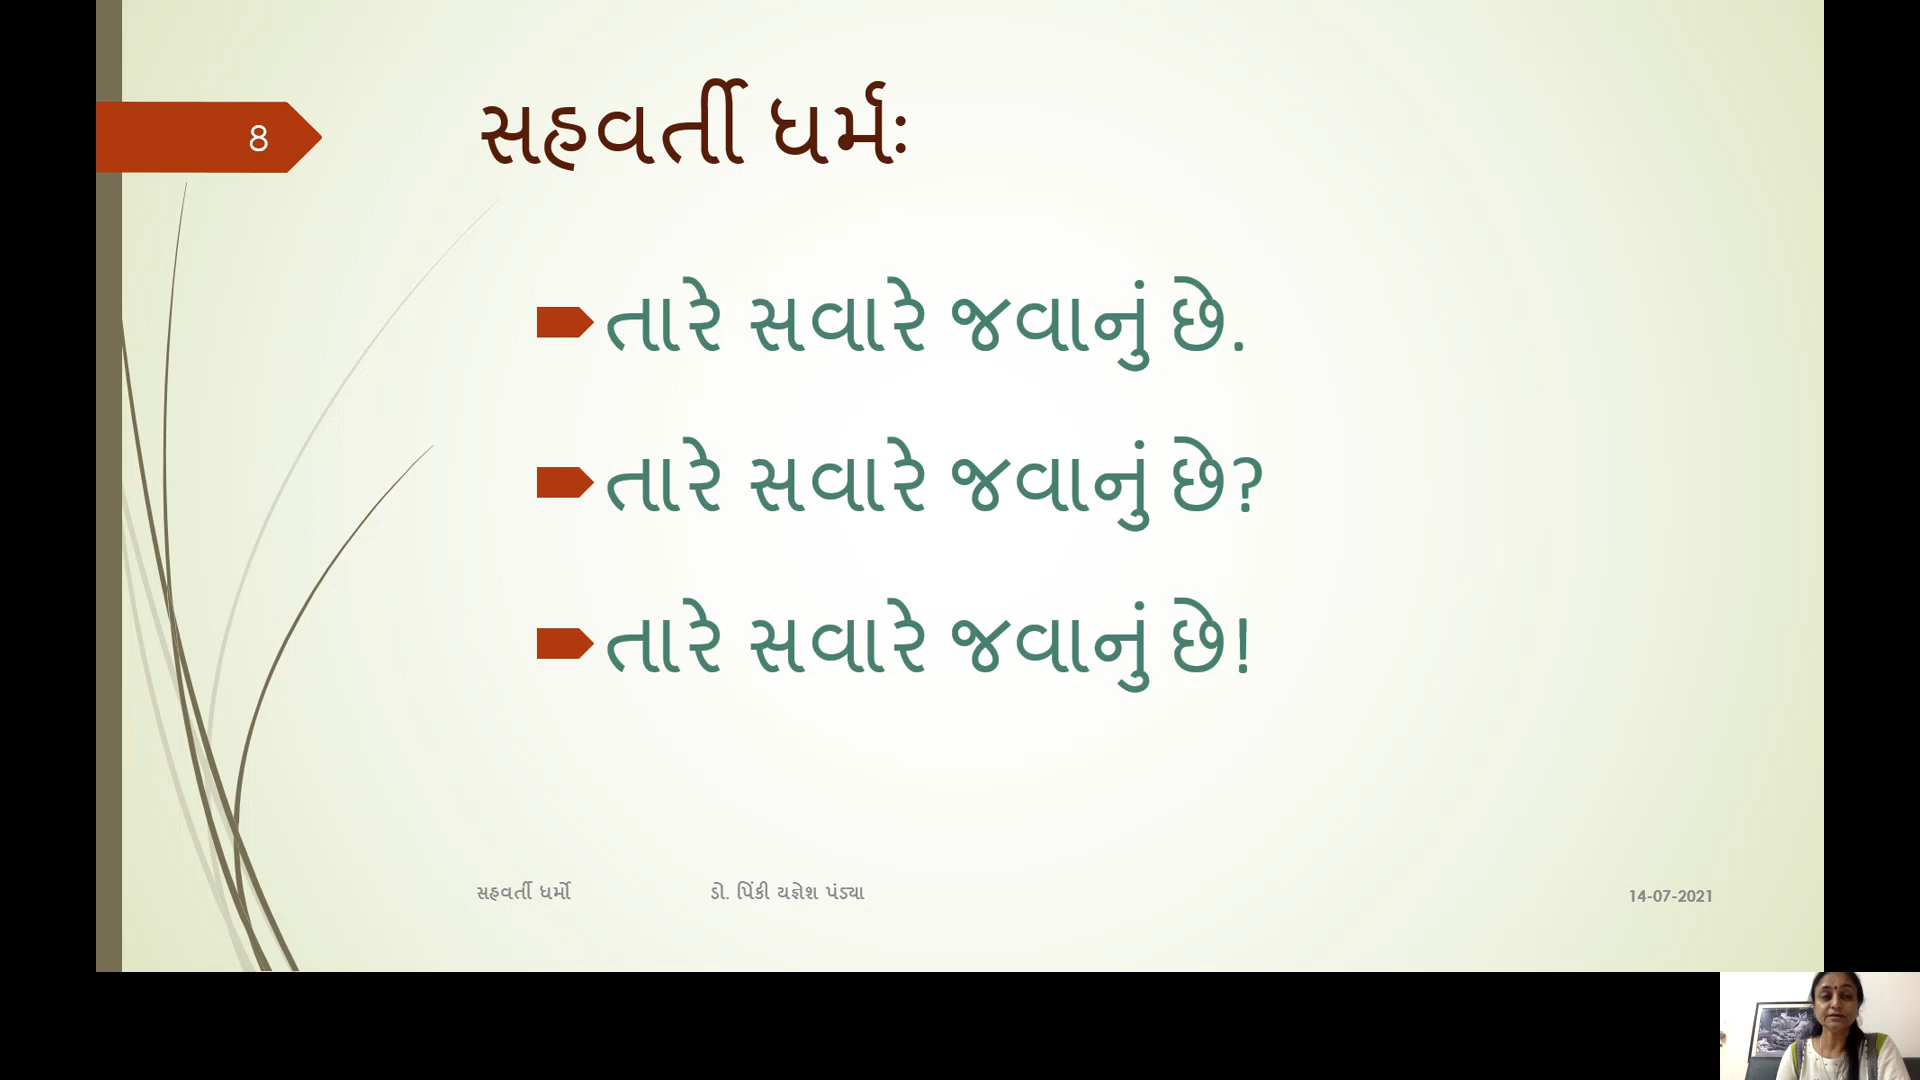 8
સહવર્તી ધર્મઃ
તારે સવારે જવાનું છે.
તારે સવારે જવાનું છે?
તારે સવારે જવાનું છે!
સહવર્તી ધર્મો ડો. પિંકી યજ્ઞેશ પંડ્યા 14-07-2021